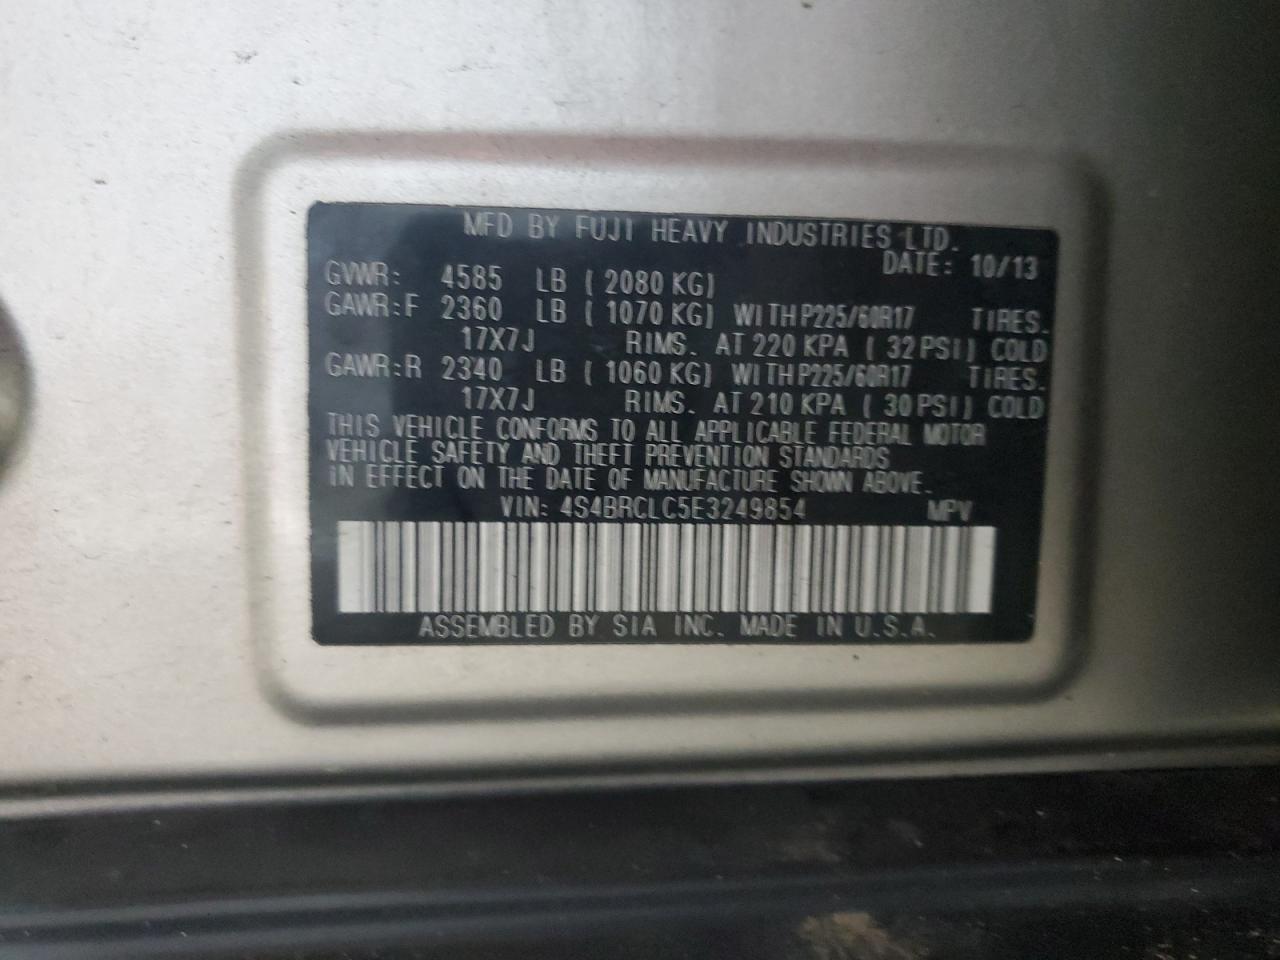 MFD BY FUJI HEAVY INDUSTRIES LTD.
DATE: 10/13
GVWR: 4585 LB ( 2080 KG)
GAWR:F 2360 LB ( 1070 KG) WITH P225/60R17 TIRES.
17X7J RIMS. AT 220 KPA ( 32 PSI) COLD
GAWR:R 2340 LB ( 1060 KG) WITH P225/60R17 TIRES.
17X7J RIMS. AT 210 KPA ( 30 PSI) COLD
THIS VEHICLE CONFORMS TO ALL APPLICABLE FEDERAL MOTOR
VEHICLE SAFETY AND THEFT PREVENTION STANDARDS
IN EFFECT ON THE DATE OF MANUFACTURE SHOWN ABOVE.
VIN: 4S4BRCLC5E3249854 MPV
ASSEMBLED BY SIA INC. MADE IN U.S.A.